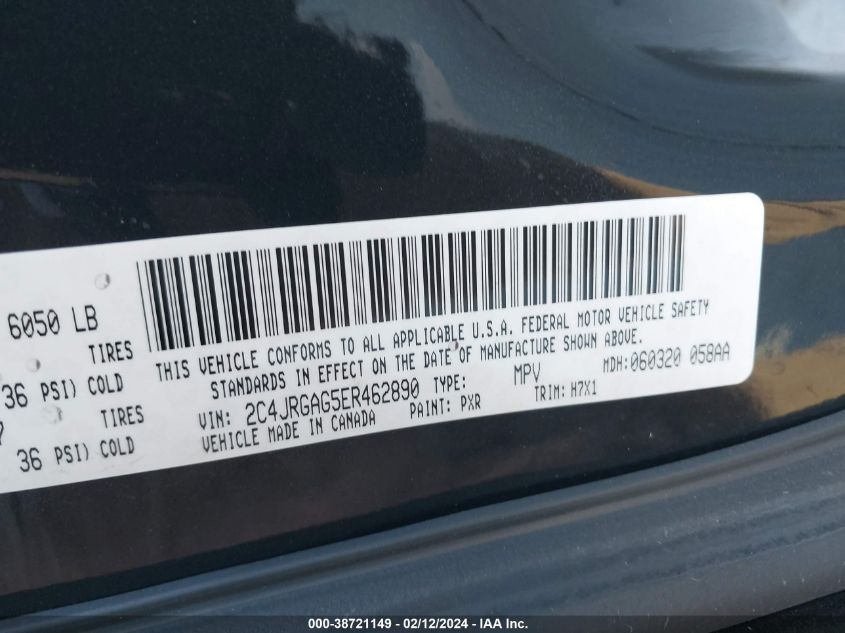 6050 LB
TIRES
36 PSI) COLD
TIRES
36 PSI) COLD
THIS VEHICLE CONFORMS TO ALL APPLICABLE U.S.A. FEDERAL MOTOR VEHICLE SAFETY
STANDARDS IN EFFECT ON THE DATE OF MANUFACTURE SHOWN ABOVE.
VIN: 2C4JRGAG5ER462890 TYPE: MPV MDH:060320 058AA
VEHICLE MADE IN CANADA PAINT: PXR TRIM: H7X1
000-38721149 - 02/12/2024 - IAA Inc.